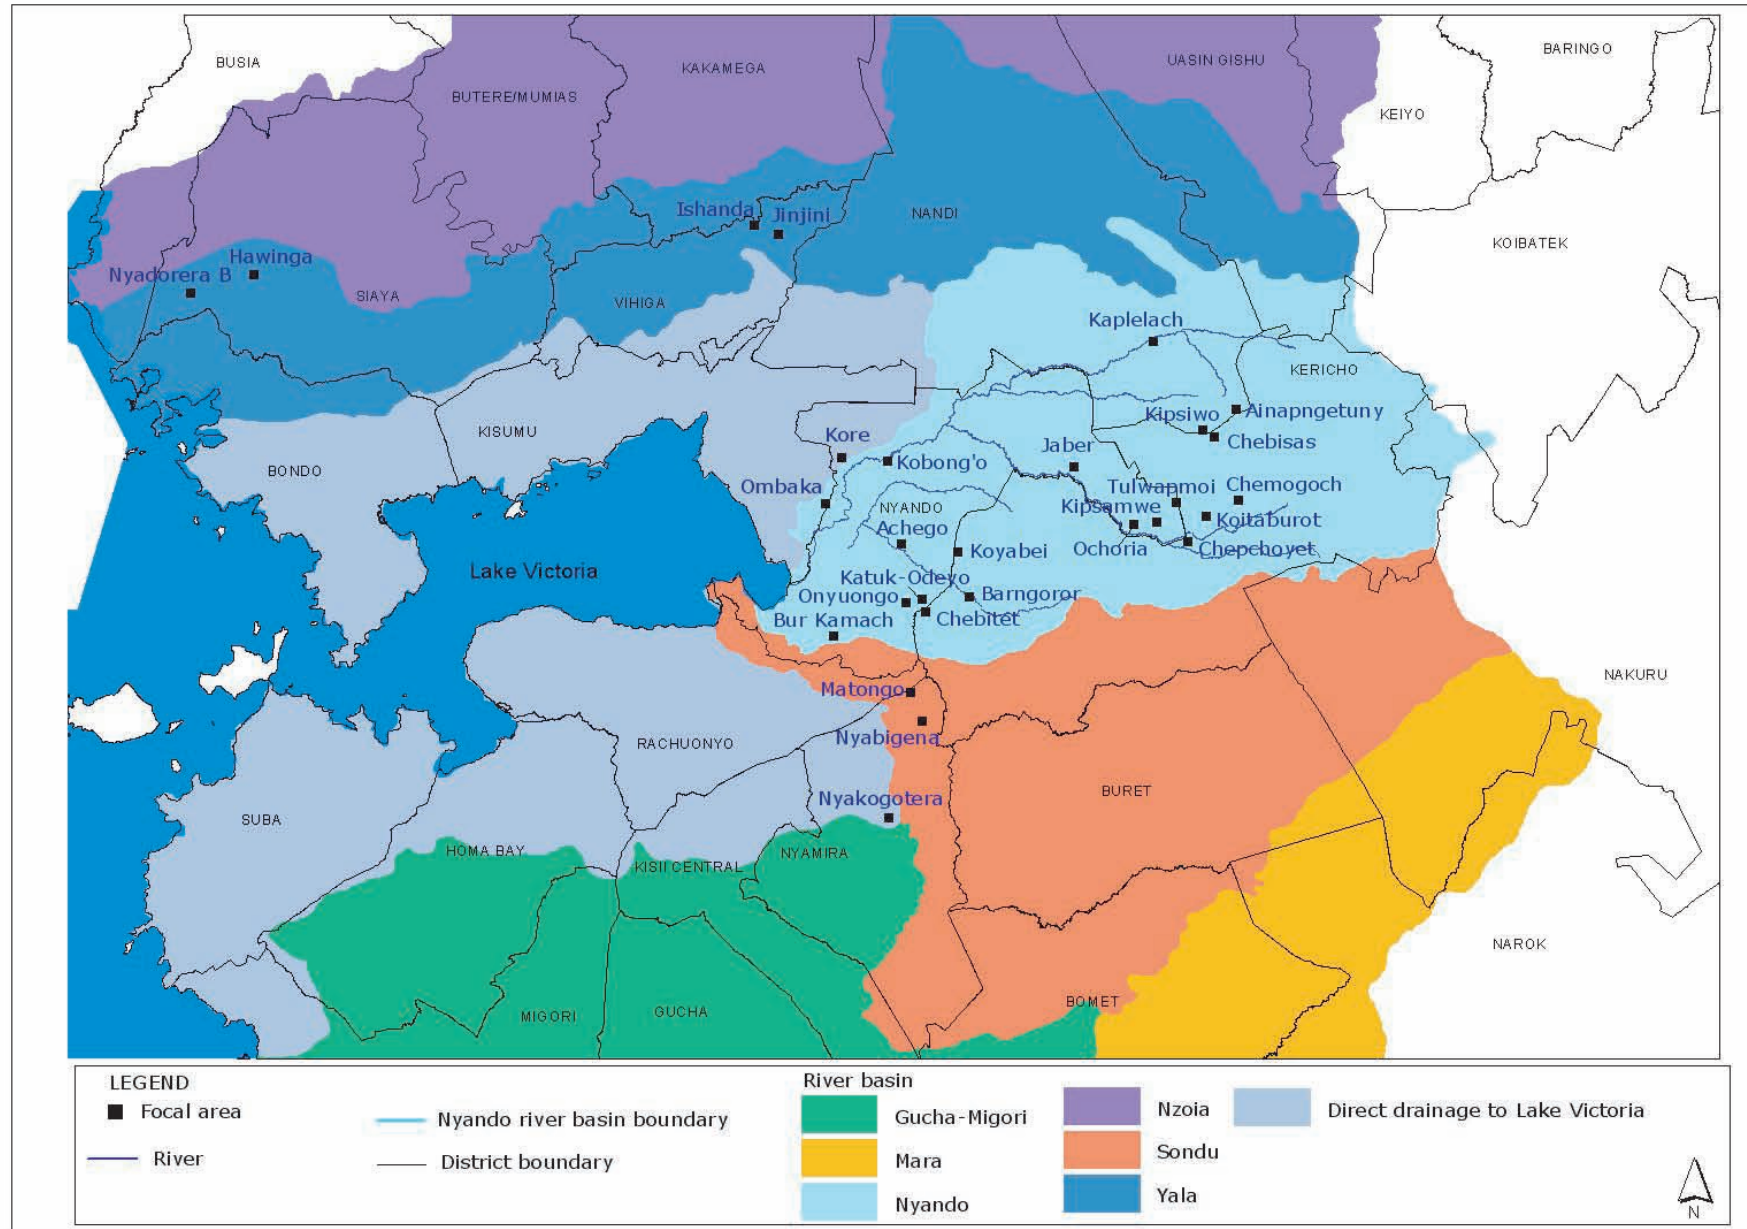 BUSIA
BARINGO
KAKAMEGA
UASIN GISHU
BUTERE/MUMIAS
KEIYO
Ishanda
Jinjini
NANDI
KOIBATEK
Hawinga
Nyadorera B
SIAYA
VIHIGA
Kaplelach
KERICHO
Kipsiwo
Ainapngetuny
KISUMU
Kore
Chebisas
BONDO
Kobong'o
Jaber
Ombaka
Tulwapmoi
Chemogoch
NYANDO
Kipsamwe
Koitaburot
Achego
Koyabei
Ochoria
Chepchoyet
Lake Victoria
Katuk-Odeyo
Onyuongo
Barngoror
Bur Kamach
Chebitet
NAKURU
Matongo
Nyabigena
RACHUONYO
BURET
Nyakogotera
SUBA
HOMA BAY
KISII CENTRAL
NYAMIRA
NAROK
BOMET
MIGORI
GUCHA
LEGEND
Focal area
River
Nyando river basin boundary
District boundary
River basin
Gucha-Migori
Mara
Nyando
Nzoia
Sondu
Yala
Direct drainage to Lake Victoria
N